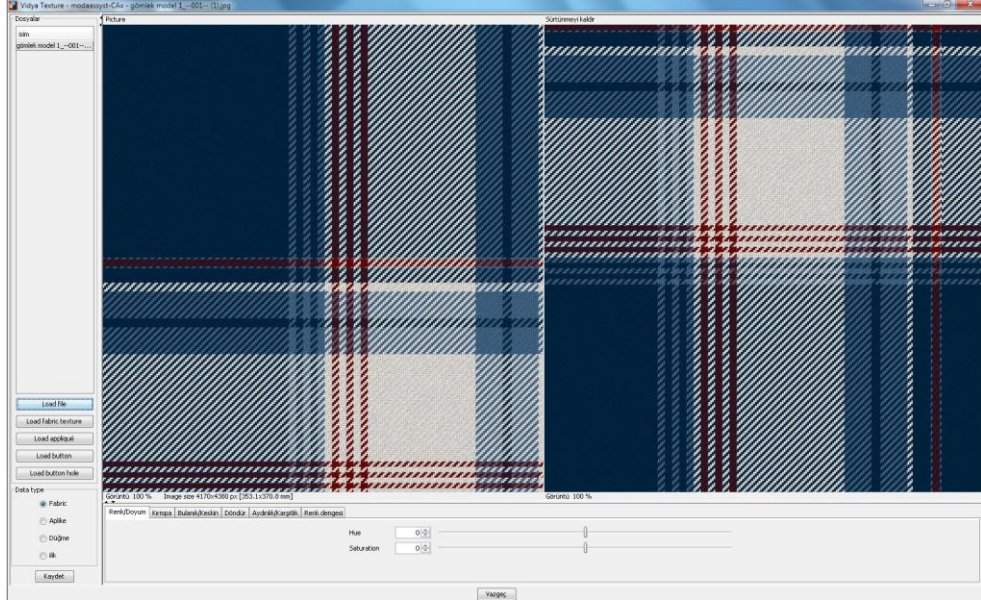 Vidya Texture - modaassyst-CAx - gömlek model 1_--001-- (1).jpg
Dosyalar
Picture
Sürtünmeyi kaldır
isim
gömlek model 1_--001--...
Load file
Load fabric texture
Load appliqué
Load button
Load button hole
Data type
Fabric
Aplike
Düğme
ilik
Kaydet
Görüntü 100 % Image size 4170x4380 px [353.1x370.8 mm]
Görüntü 100 %
Renk/Doyum Kırmpa Bulanık/Keskin Döndür Aydınlık/Karşıtlık Renk dengesi
Hue 0
Saturation 0
Vazgeç